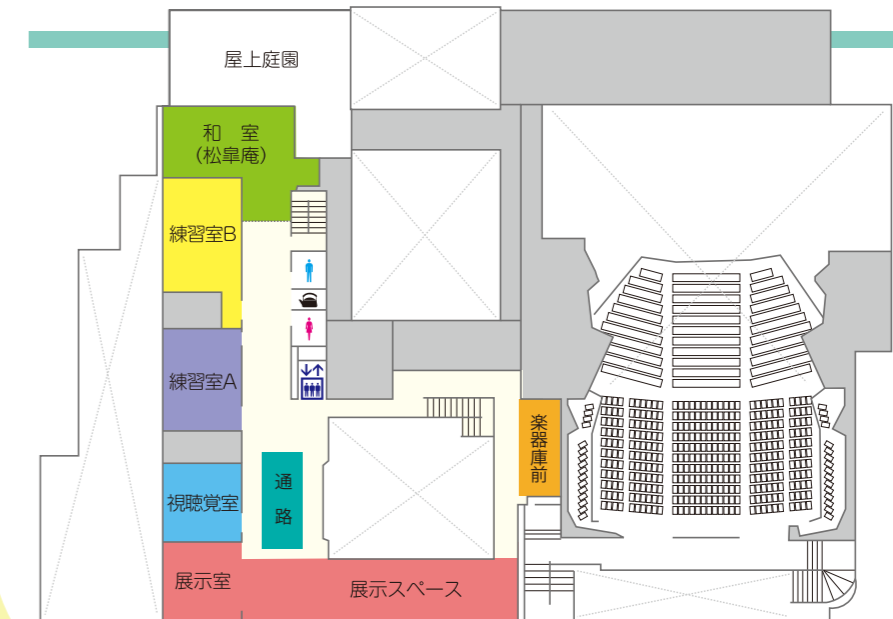 屋上庭園
和　室
（松皐庵）
練習室B
練習室A
視聴覚室
通路
楽器庫前
展示室
展示スペース